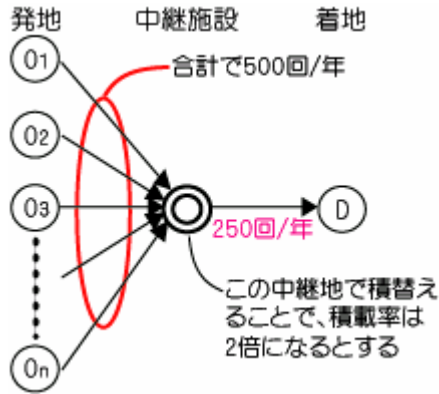 発地 中継施設 着地
O1
合計で500回/年
O2
O3
D
250回/年
この中継地で積替え
ることで、積載率は
2倍になるとする
On